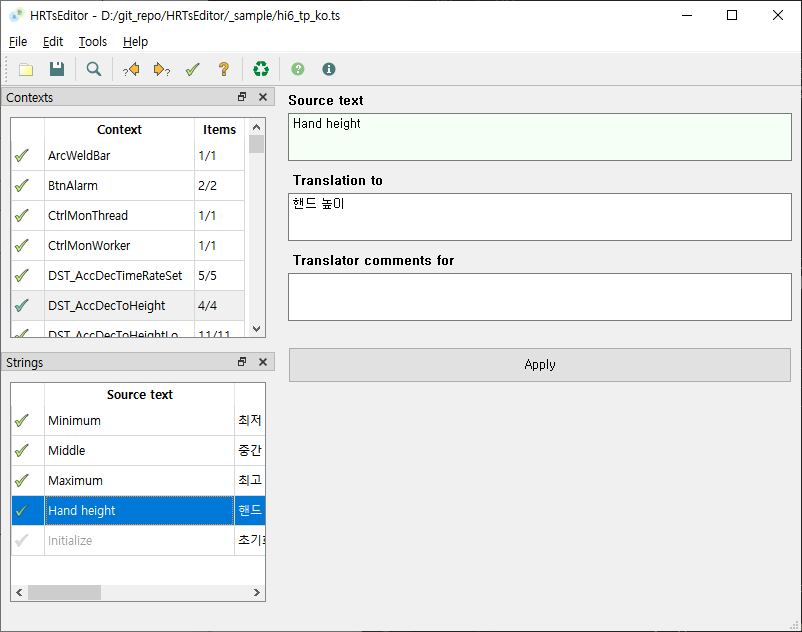 HRTsEditor - D:/git_repo/HRTsEditor/_sample/hi6_tp_ko.ts
File Edit Tools Help
Contexts
Context Items
ArcWeldBar 1/1
BtnAlarm 2/2
CtrlMonThread 1/1
CtrlMonWorker 1/1
DST_AccDecTimeRateSet 5/5
DST_AccDecToHeight 4/4
DST_AccDecToHeightLo 11/11
Strings
Source text
Minimum 최저
Middle 중간
Maximum 최고
Hand height 핸드
Initialize 초기화
Source text
Hand height
Translation to
핸드 높이
Translator comments for
Apply